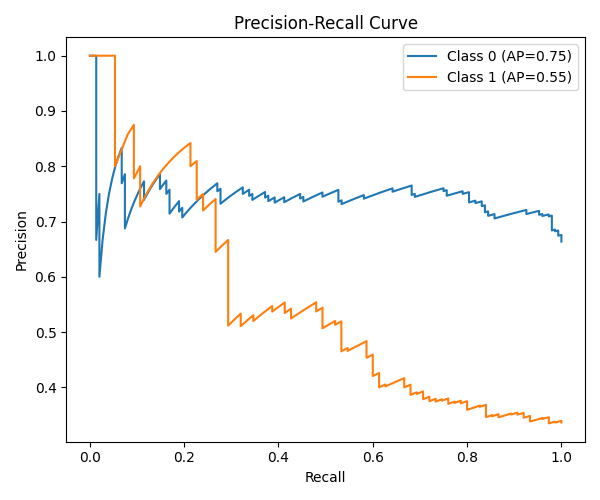 Precision-Recall Curve
Class 0 (AP=0.75)
Class 1 (AP=0.55)
Precision
1.0
0.9
0.8
0.7
0.6
0.5
0.4
0.0 0.2 0.4 0.6 0.8 1.0
Recall